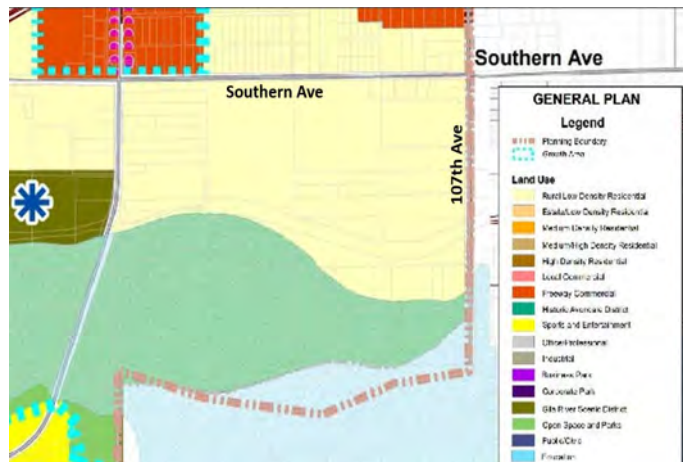 Southern Ave
Southern Ave
107th Ave
GENERAL PLAN
Legend
Planning Boundary
Growth Area
Land Use
Rural Low Density Residential
Estate/Low Density Residential
Medium Density Residential
Medium/High Density Residential
High Density Residential
Local Commercial
Freeway Commercial
Historic Avondale District
Sports and Entertainment
Office/Professional
Industrial
Business Park
Corporate Park
Gila River Scenic District
Open Space and Parks
Public/Civic
Education